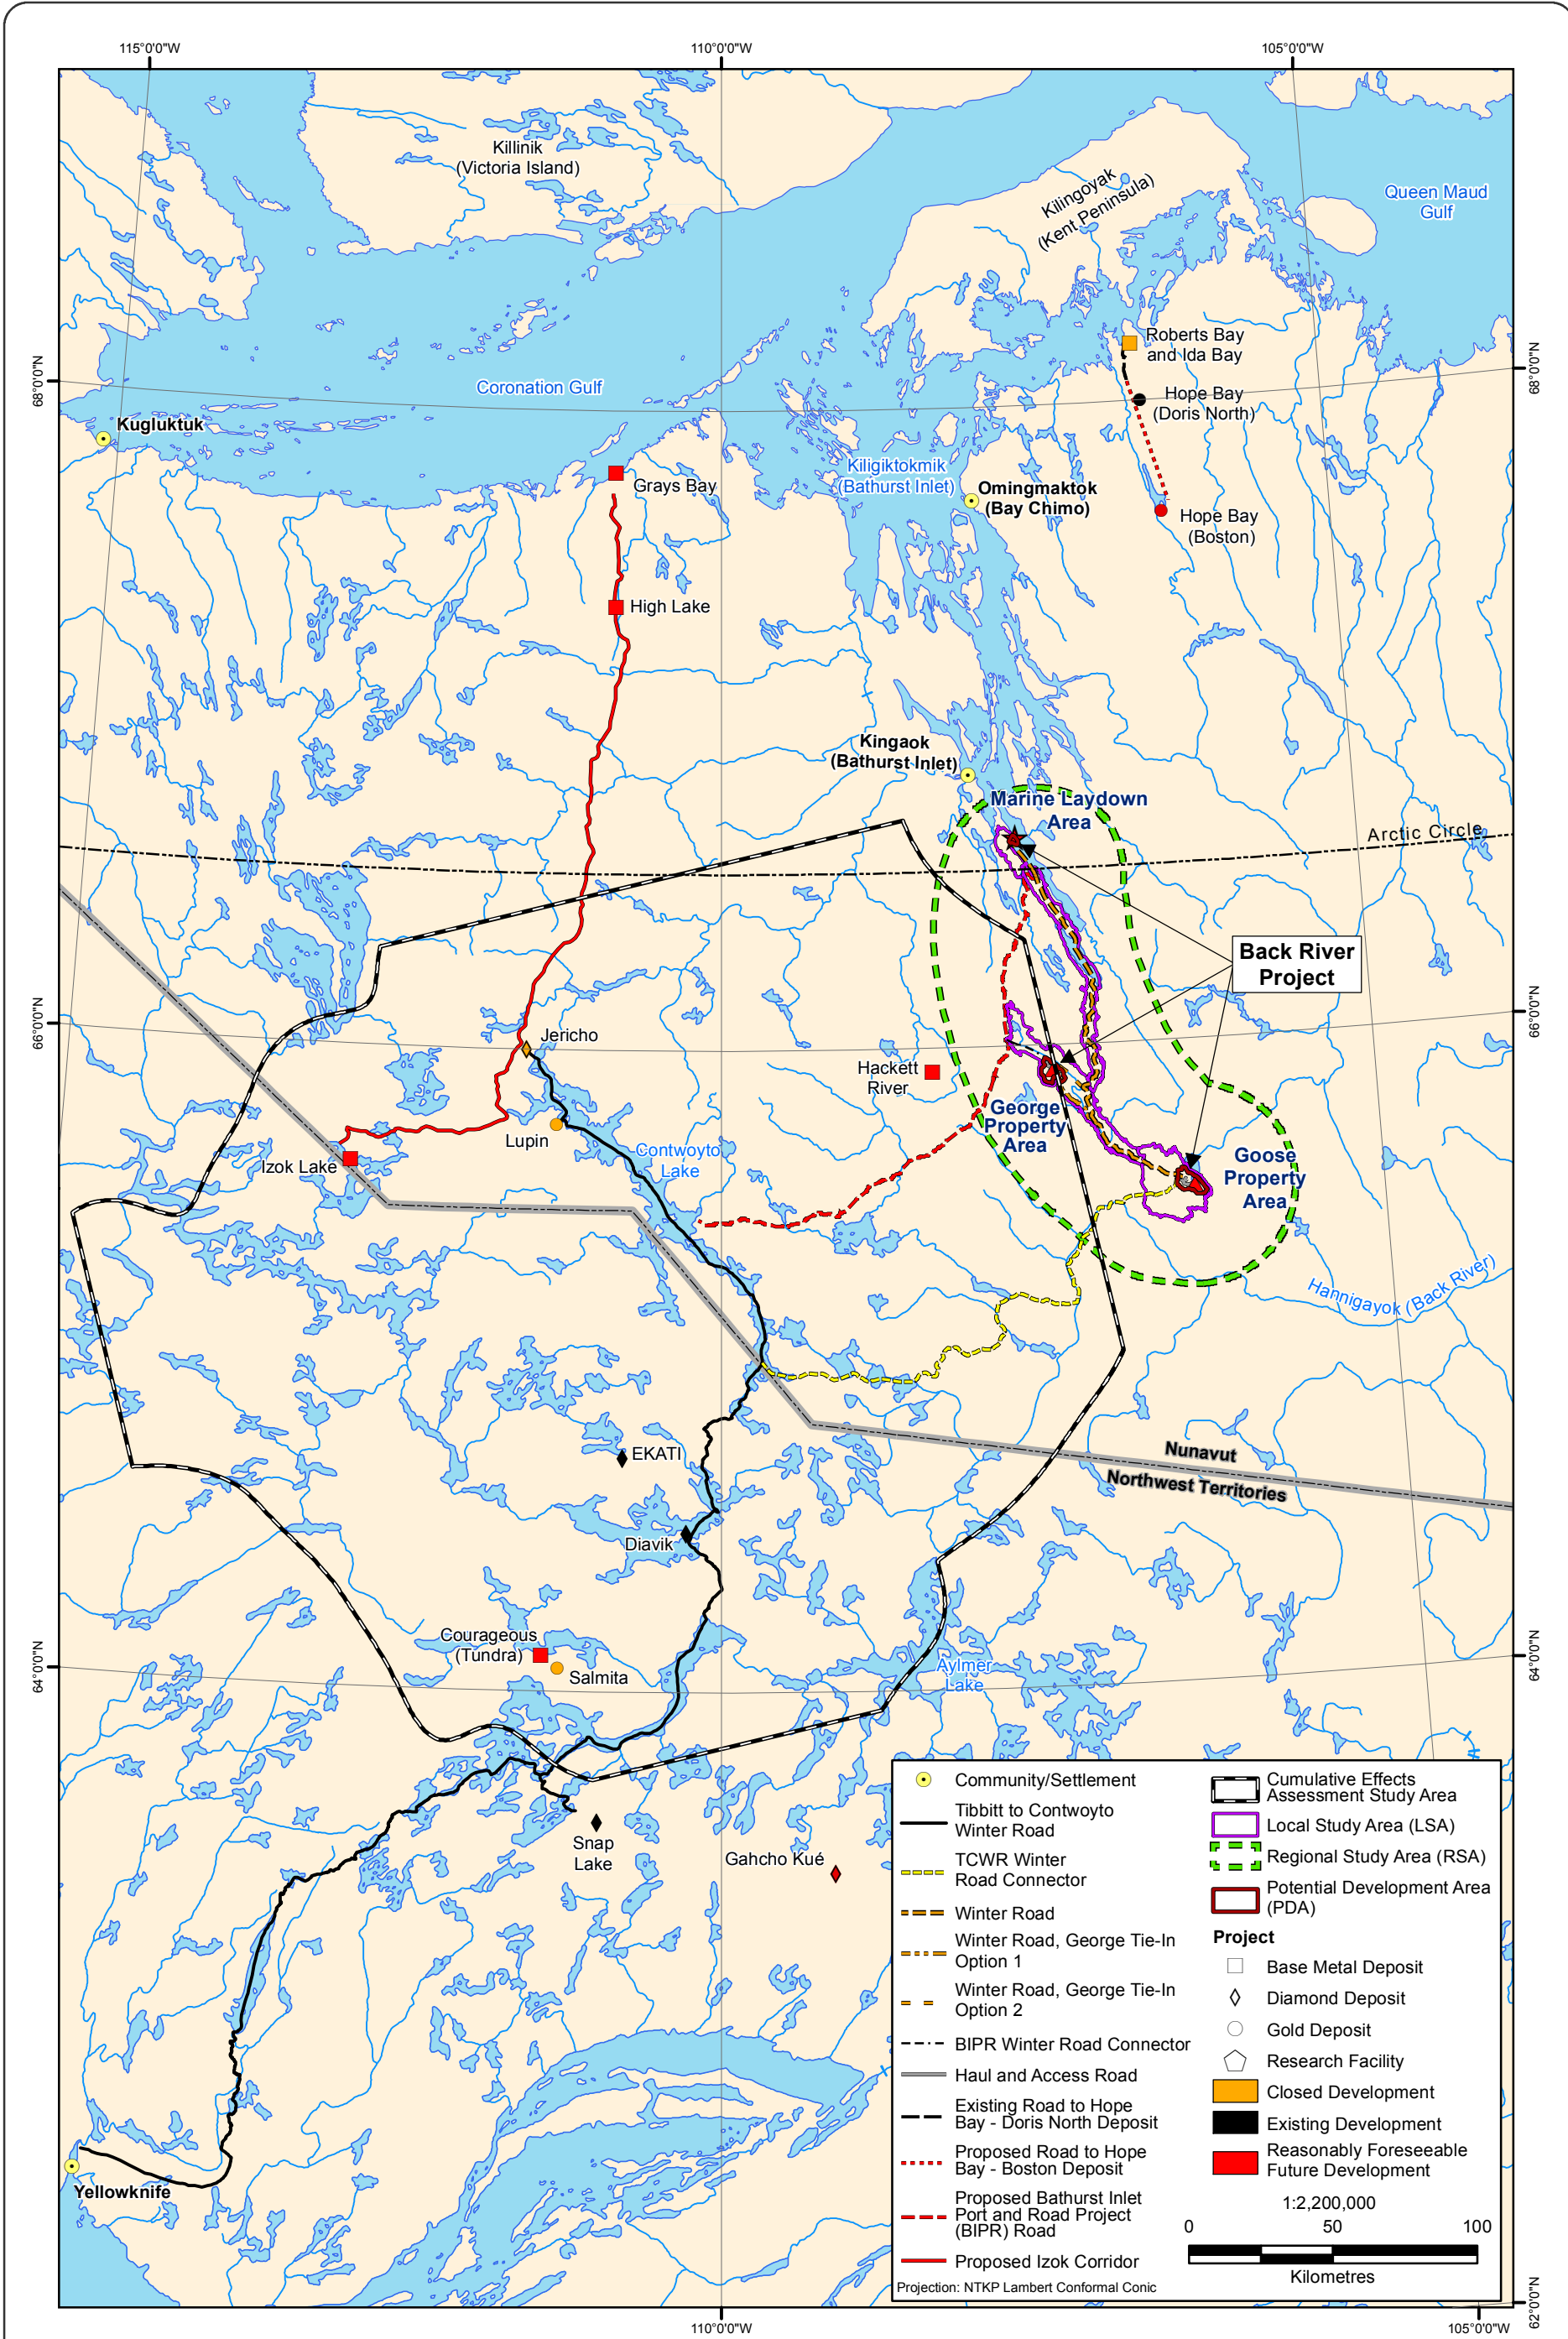 115°0'0"W
110°0'0"W
105°0'0"W
Killinik
(Victoria Island)
Kilingoyak
(Kent Peninsula)
Queen Maud
Gulf
Roberts Bay
and Ida Bay
68°0'0"N
68°0'0"N
Coronation Gulf
Hope Bay
(Doris North)
Kugluktuk
Kiligiktokmik
(Bathurst Inlet)
Grays Bay
Omingmaktok
(Bay Chimo)
Hope Bay
(Boston)
High Lake
Kingaok
(Bathurst Inlet)
Marine Laydown
Area
Arctic Circle
Back River
Project
66°0'0"N
66°0'0"N
Jericho
Hackett
River
George
Property
Area
Lupin
Contwoyto
Lake
Izok Lake
Goose
Property
Area
Hannigayok (Back River)
Nunavut
Northwest Territories
EKATI
Diavik
Courageous
(Tundra)
Salmita
64°0'0"N
64°0'0"N
Aylmer
Lake
Snap
Lake
Gahcho Kué
Yellowknife
Community/Settlement
Tibbitt to Contwoyto
Winter Road
TCWR Winter
Road Connector
Winter Road
Winter Road, George Tie-In
Option 1
Winter Road, George Tie-In
Option 2
BIPR Winter Road Connector
Haul and Access Road
Existing Road to Hope
Bay - Doris North Deposit
Proposed Road to Hope
Bay - Boston Deposit
Proposed Bathurst Inlet
Port and Road Project
(BIPR) Road
Proposed Izok Corridor
Projection: NTKP Lambert Conformal Conic
Cumulative Effects
Assessment Study Area
Local Study Area (LSA)
Regional Study Area (RSA)
Potential Development Area
(PDA)
Project
Base Metal Deposit
Diamond Deposit
Gold Deposit
Research Facility
Closed Development
Existing Development
Reasonably Foreseeable
Future Development
1:2,200,000
0 50 100
Kilometres
62°0'0"N
110°0'0"W
105°0'0"W